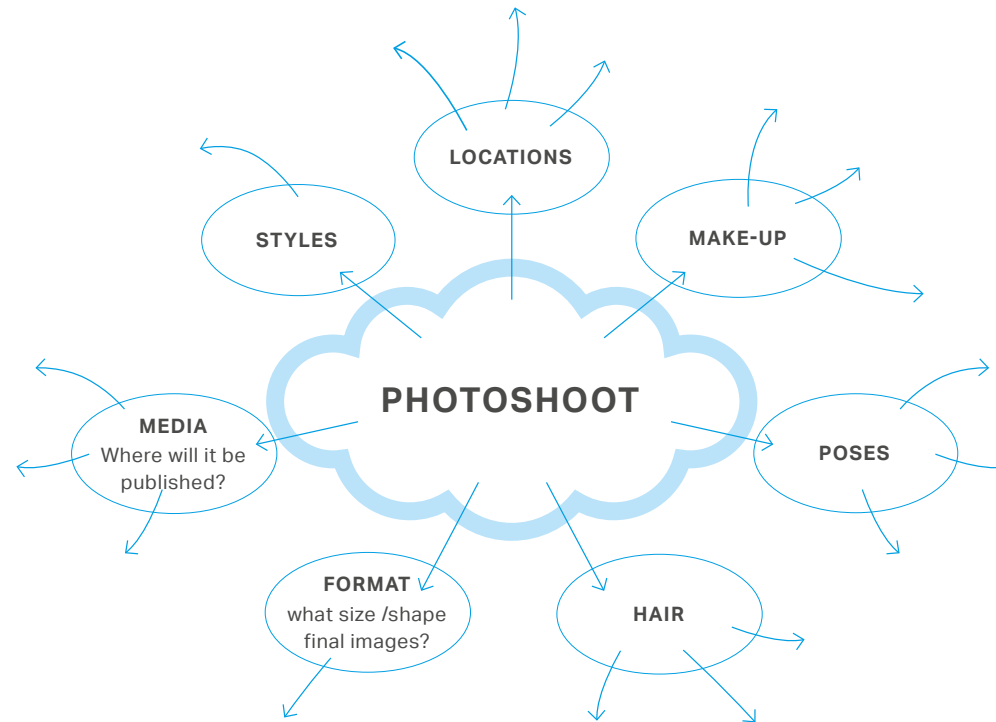 LOCATIONS
STYLES
MAKE-UP
PHOTOSHOOT
MEDIA
Where will it be
published?
POSES
FORMAT
what size /shape
final images?
HAIR